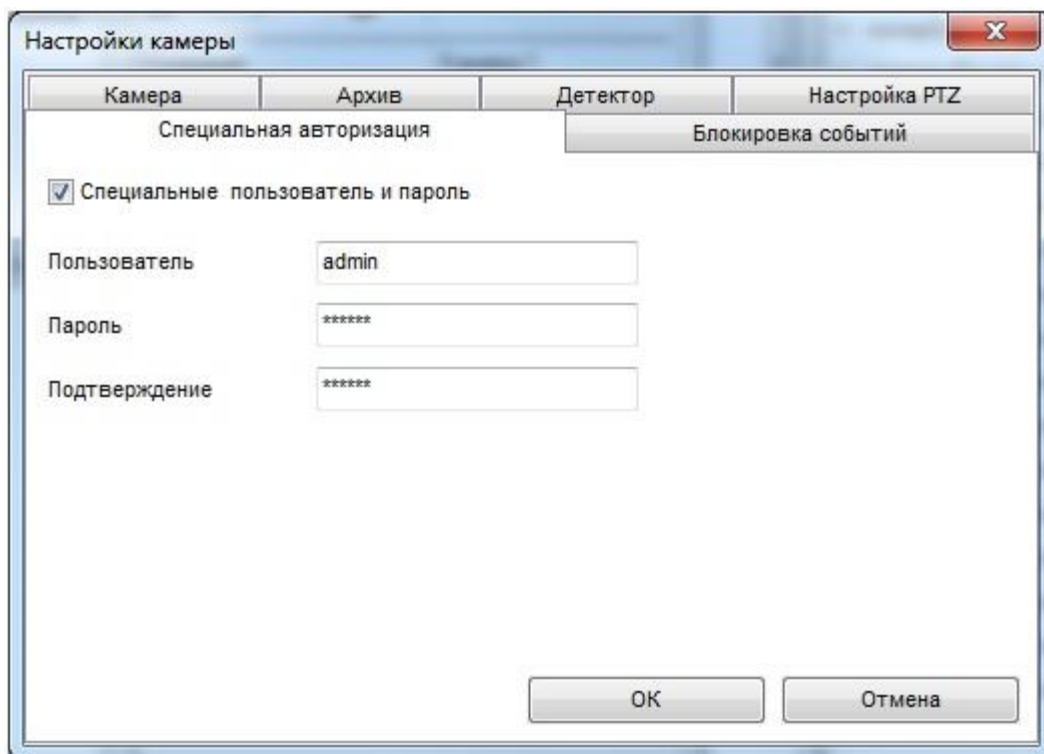 Настройки камеры
Камера Архив Детектор Настройка PTZ
Специальная авторизация Блокировка событий
Специальные пользователь и пароль
Пользователь admin
Пароль ******
Подтверждение ******
OK Отмена